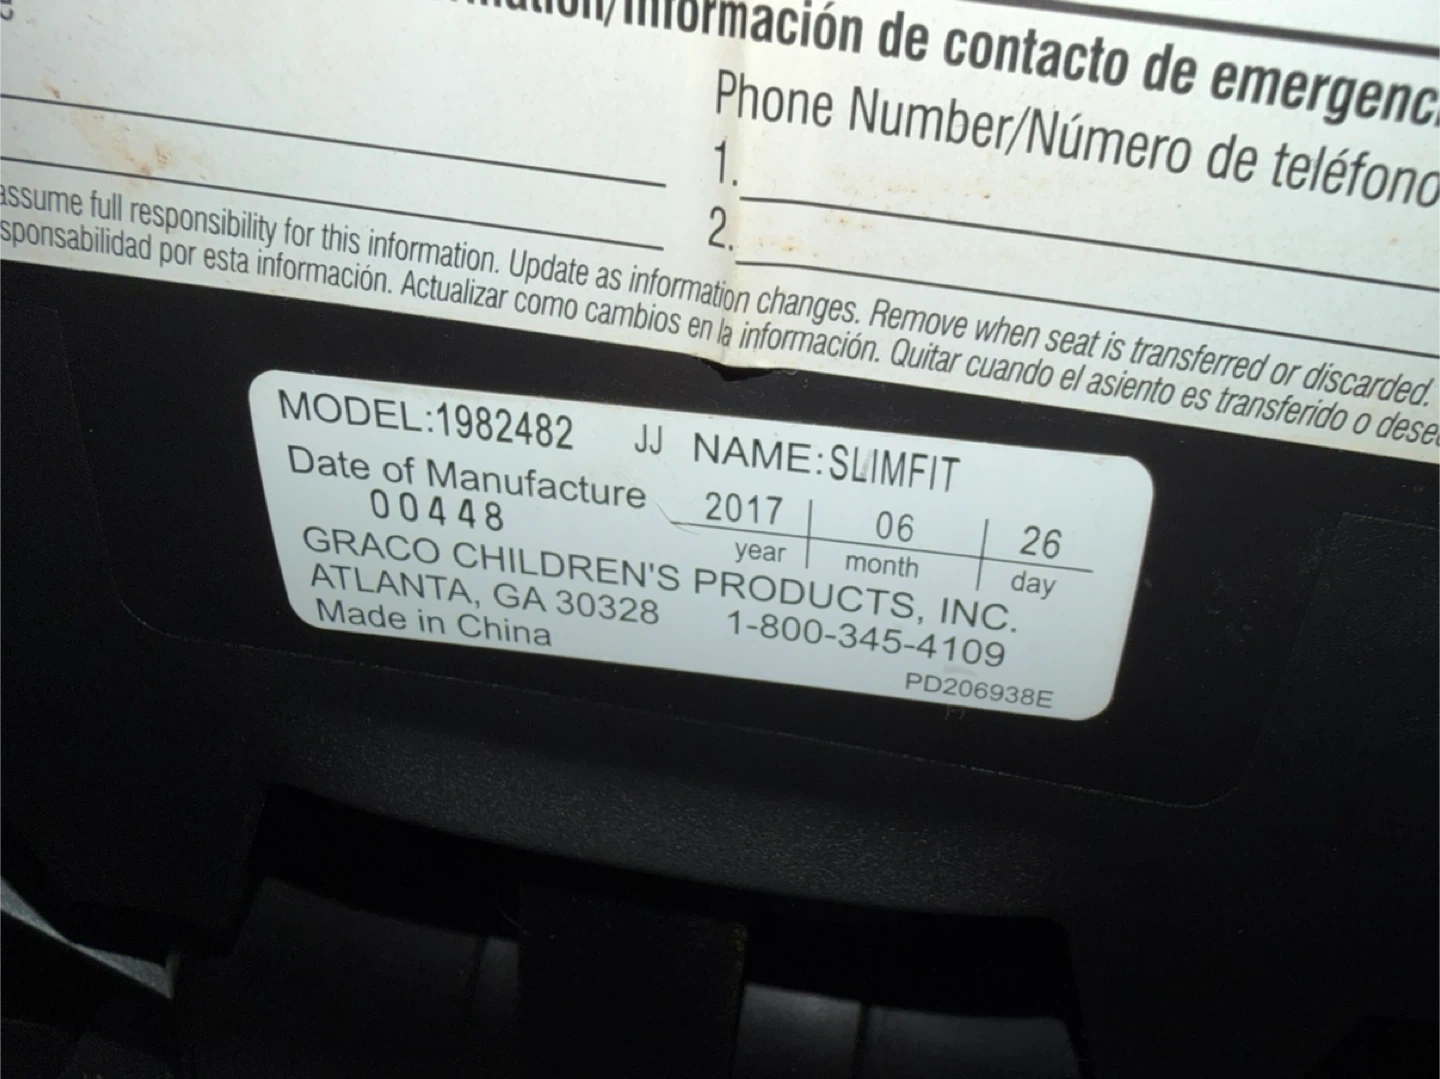 mación/Información de contacto de emergenc
Phone Number/Número de teléfono
1.
2.
assume full responsibility for this information. Update as information changes. Remove when seat is transferred or discarded.
sponsabilidad por esta información. Actualizar como cambios en la información. Quitar cuando el asiento es transferido o dese
MODEL:1982482 JJ NAME:SLIMFIT
Date of Manufacture 2017 06 26
00448 year month day
GRACO CHILDREN'S PRODUCTS, INC.
ATLANTA, GA 30328 1-800-345-4109
Made in China
PD206938E